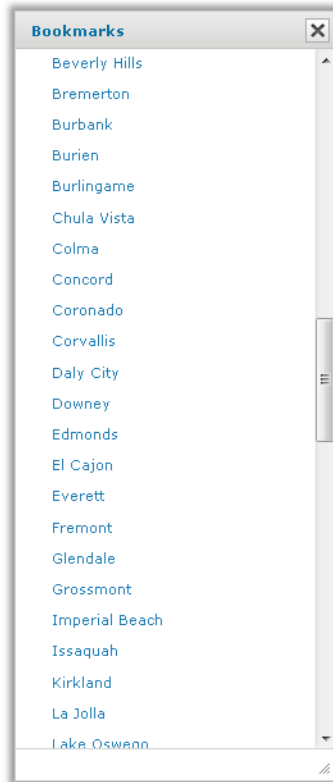 Bookmarks
Beverly Hills
Bremerton
Burbank
Burien
Burlingame
Chula Vista
Colma
Concord
Coronado
Corvallis
Daly City
Downey
Edmonds
El Cajon
Everett
Fremont
Glendale
Grossmont
Imperial Beach
Issaquah
Kirkland
La Jolla
Lake Oswego